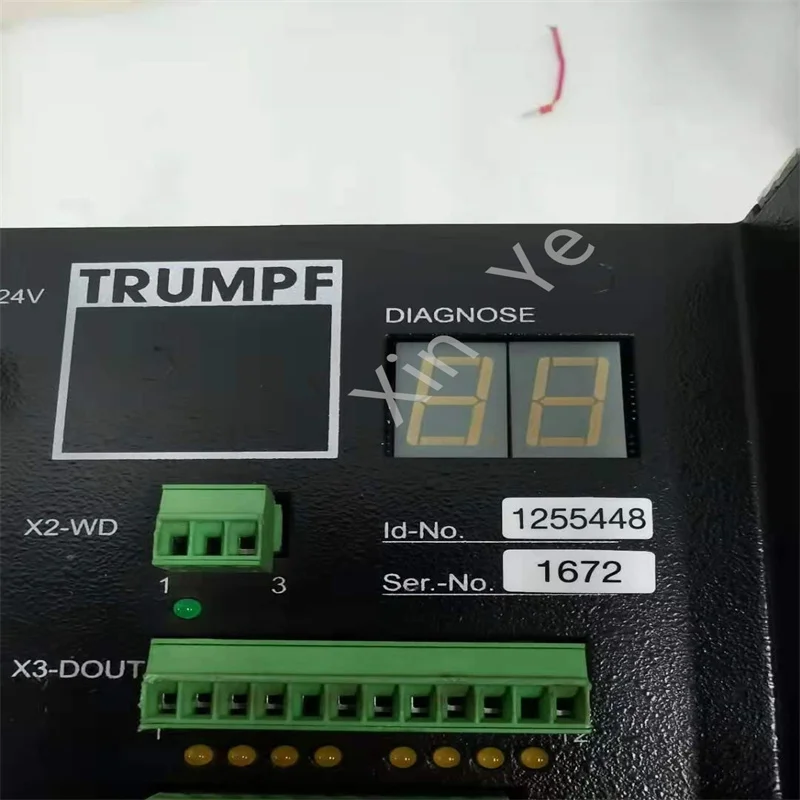 24V
TRUMPF
DIAGNOSE
X2-WD
Id-No. 1255448
1 3
Ser.-No. 1672
X3-DOUT
1 12
Xin Ye